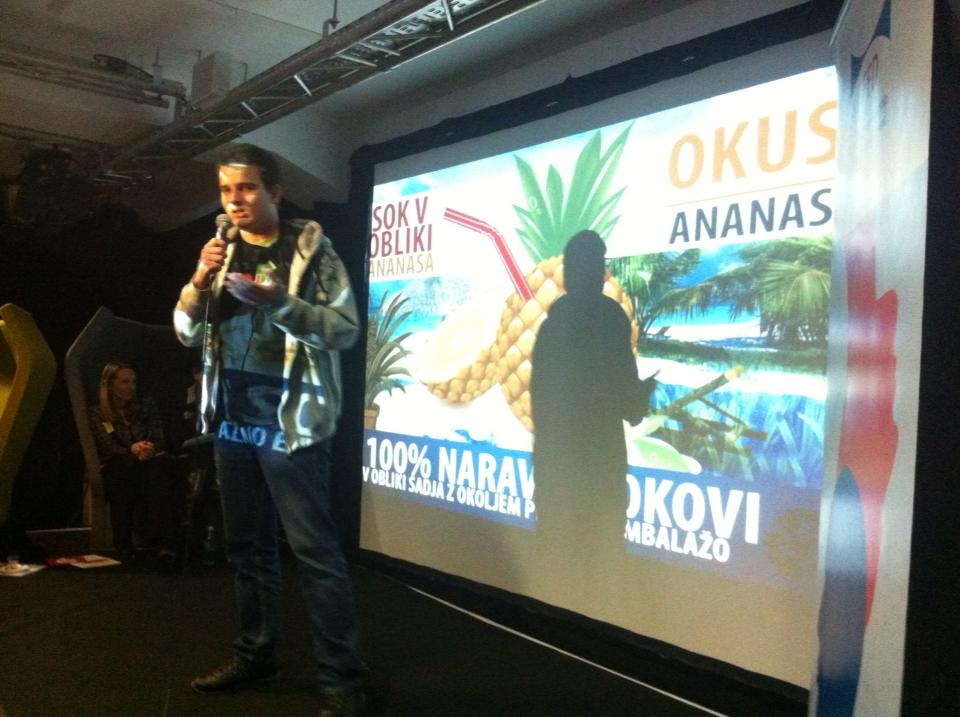 SOK V
OBLIKI
ANANASA
OKUS
ANANAS
100% NARAV OKOVI
V OBLIKI SADJA Z OKOLJEM P MBALAŽO